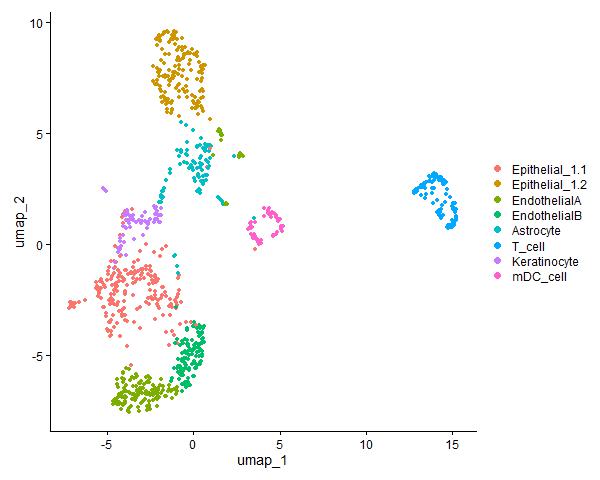 10
5
0
-5
umap_2
-5
0
5
10
15
umap_1
Epithelial_1.1
Epithelial_1.2
EndothelialA
EndothelialB
Astrocyte
T_cell
Keratinocyte
mDC_cell